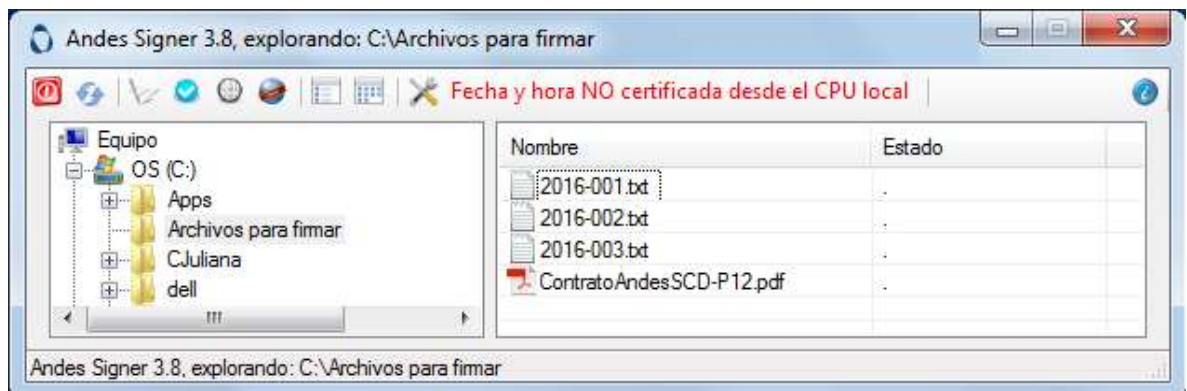 Andes Signer 3.8, explorando: C:\Archivos para firmar
Fecha y hora NO certificada desde el CPU local
Equipo
OS (C:)
Apps
Archivos para firmar
CJuliana
dell
Nombre Estado
2016-001.txt .
2016-002.txt .
2016-003.txt .
ContratoAndesSCD-P12.pdf .
Andes Signer 3.8, explorando: C:\Archivos para firmar